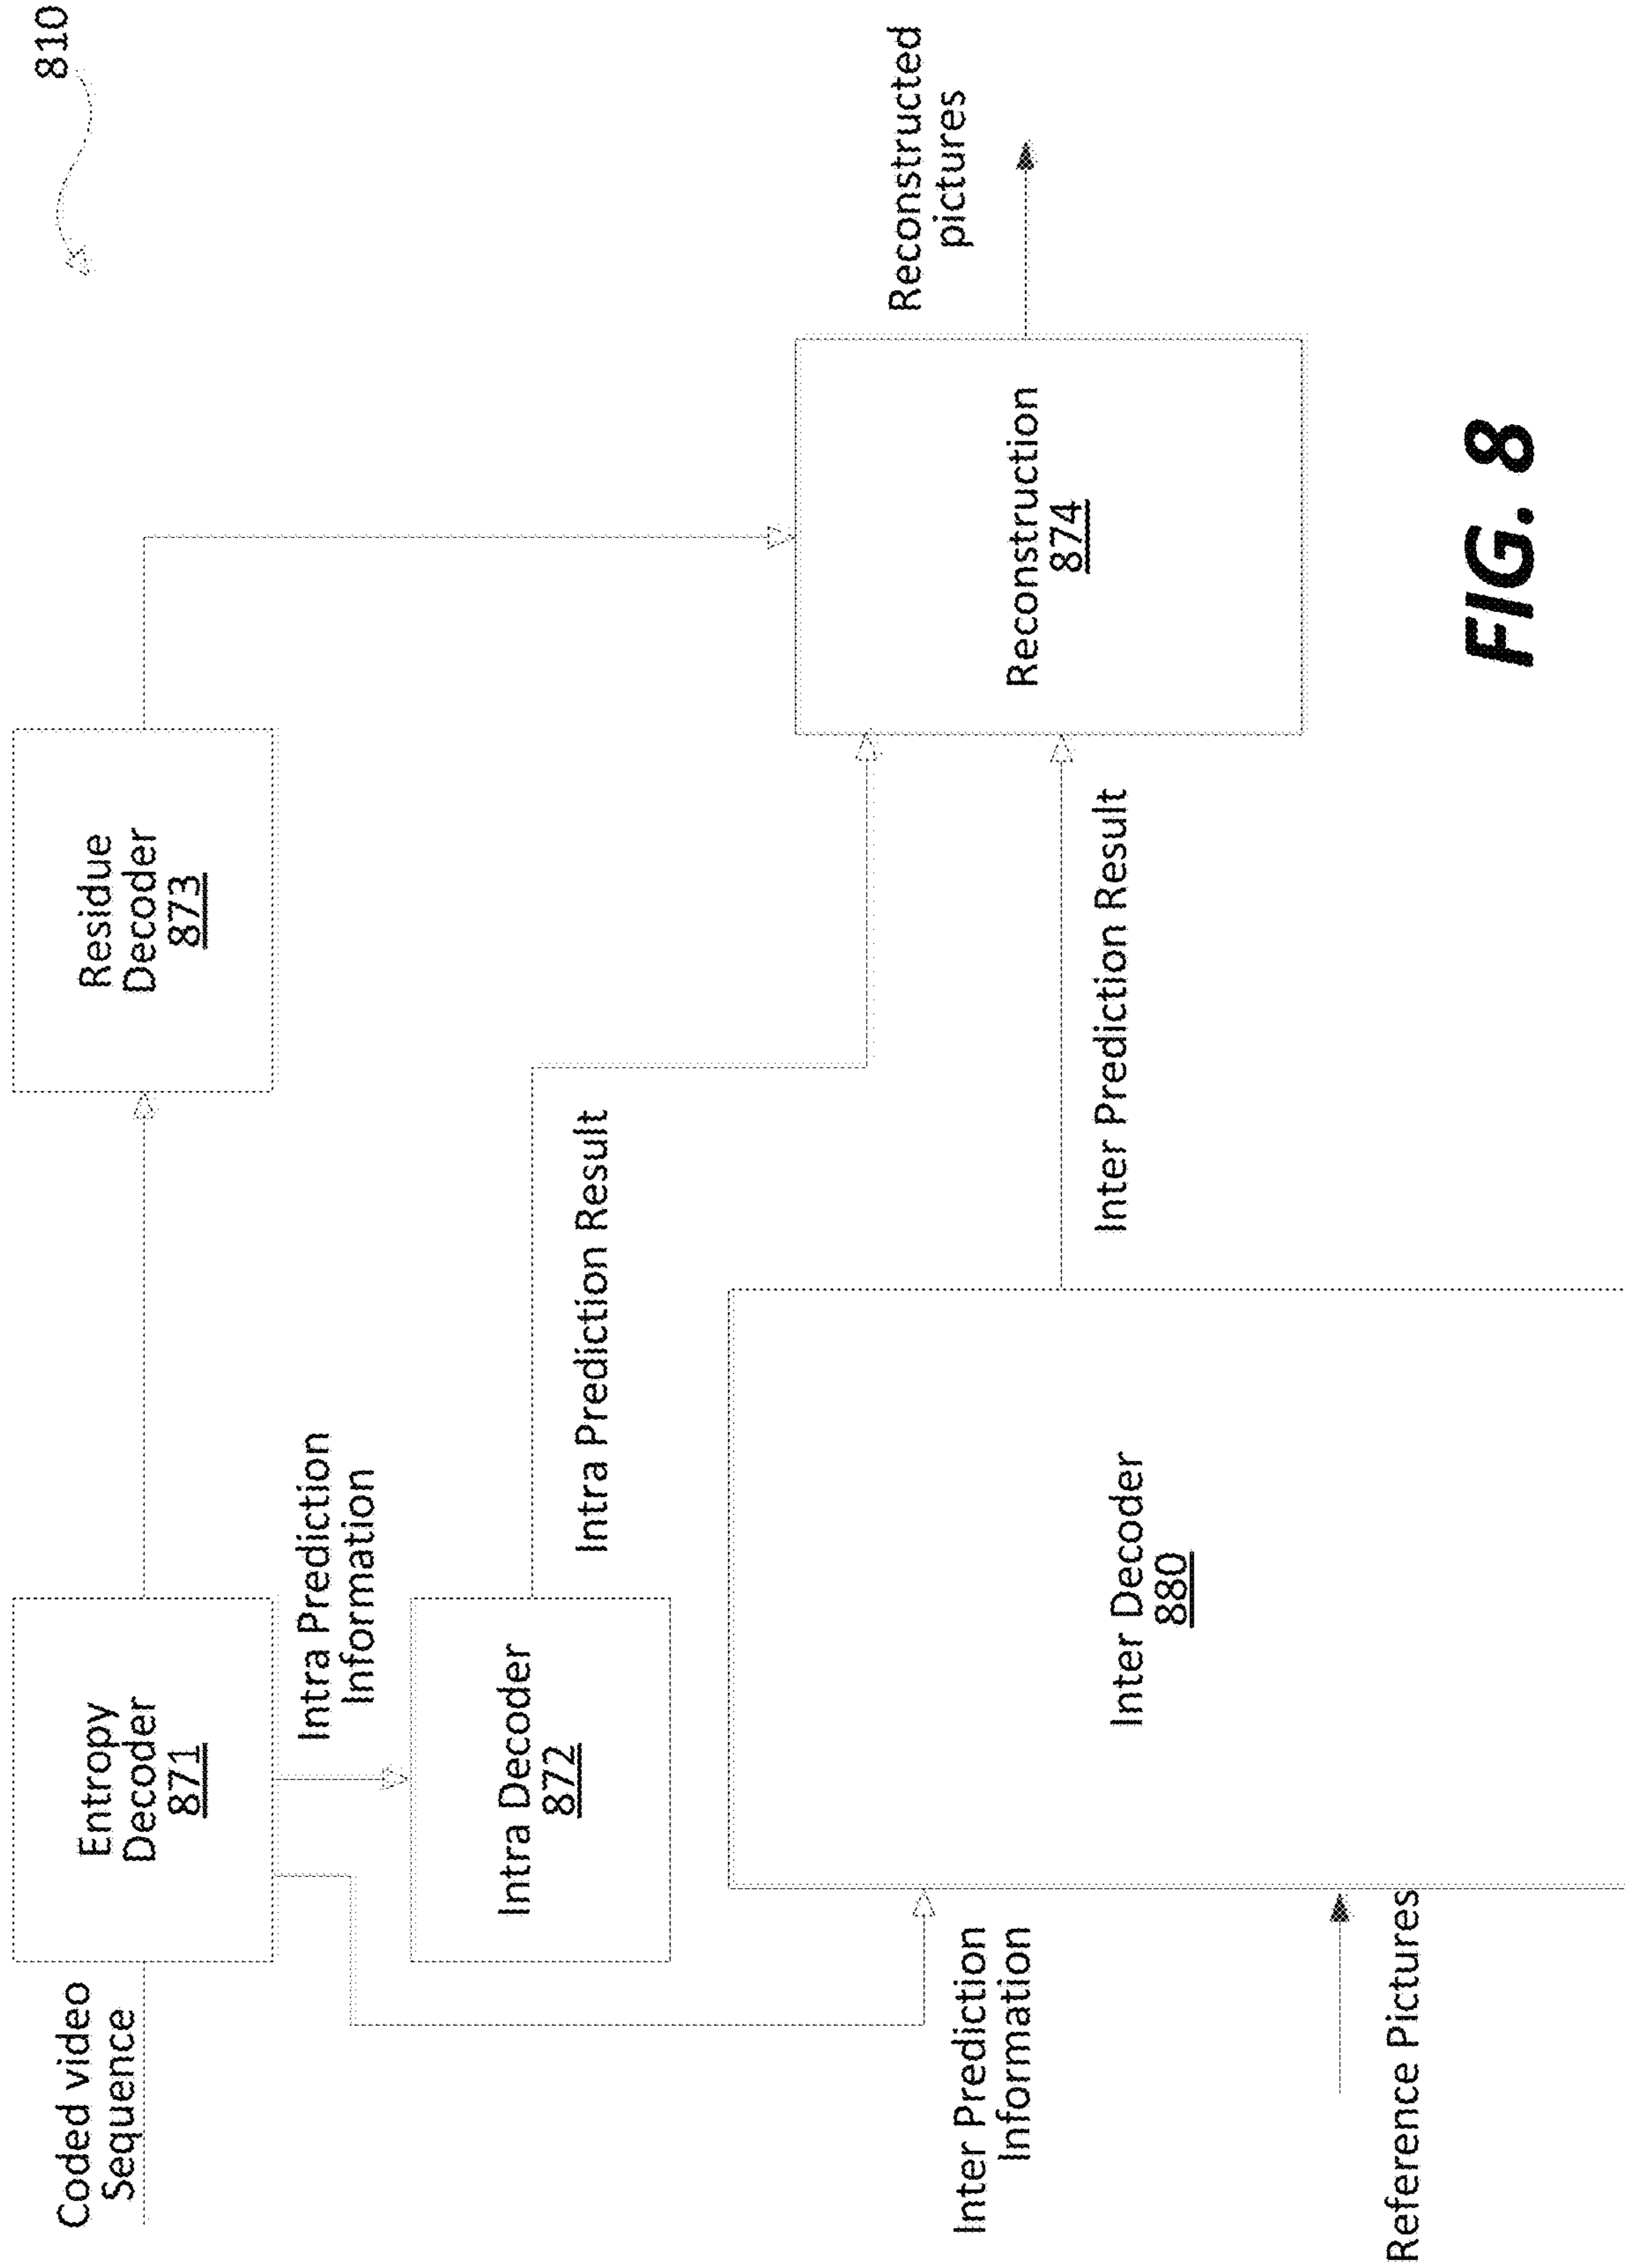 810
Coded video
Sequence
Entropy
Decoder
871
Residue
Decoder
873
Intra Prediction
Information
Intra Decoder
872
Intra Prediction Result
Reconstructed
pictures
Inter Prediction
Information
Inter Decoder
880
Inter Prediction Result
Reconstruction
874
Reference Pictures
FIG. 8